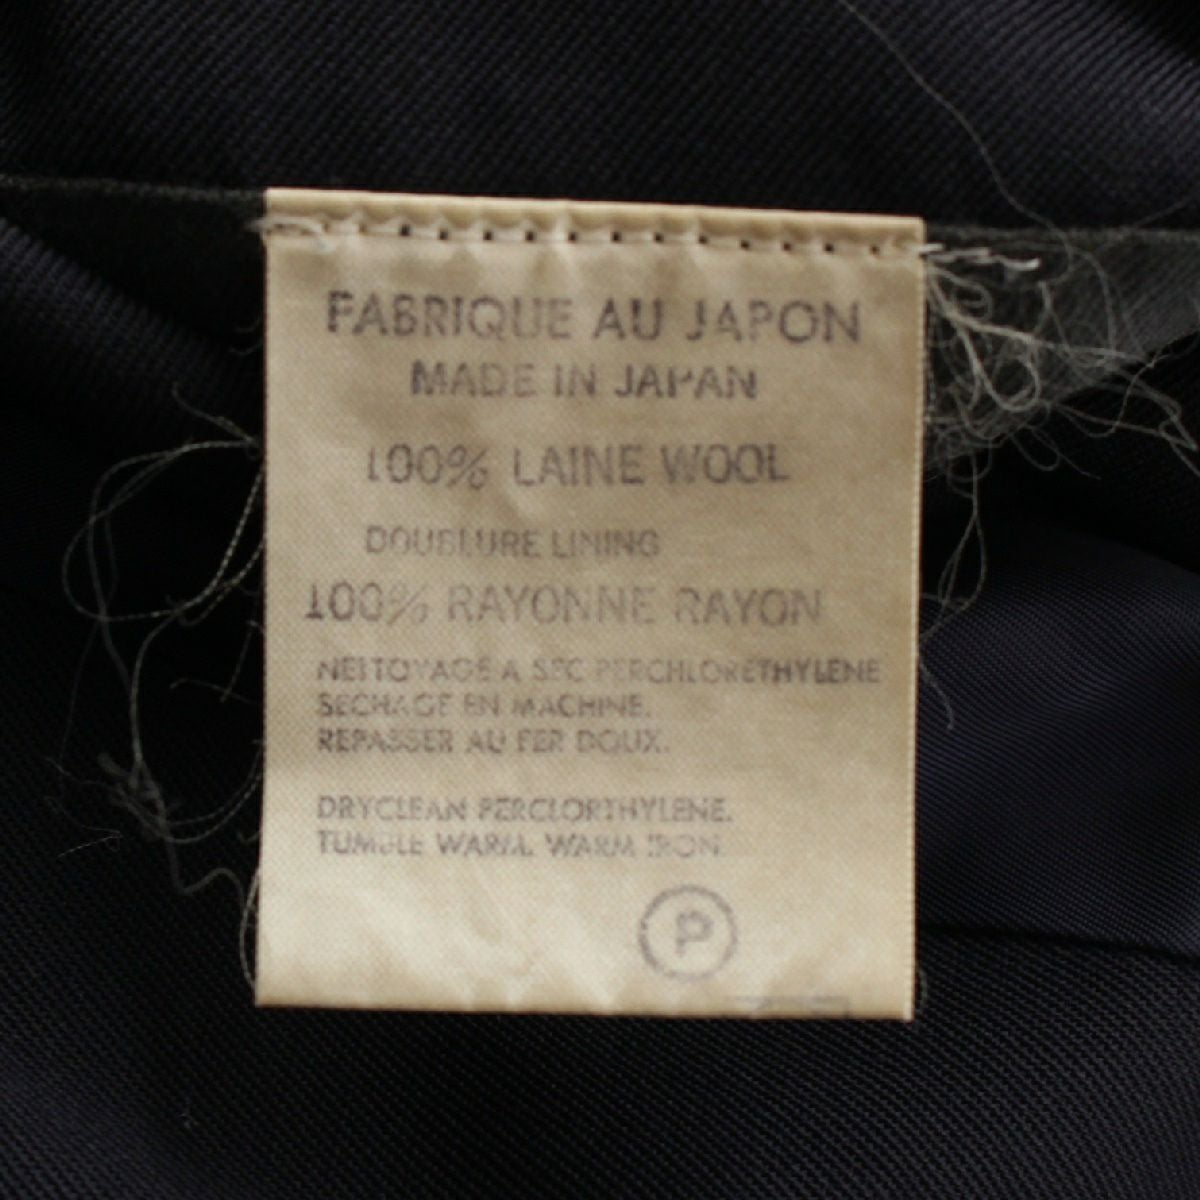 FABRIQUE AU JAPON
MADE IN JAPAN
100% LAINE WOOL
DOUBLURE LINING
100% RAYONNE RAYON
NETTOYAGE A SEC PERCHLORETHYLENE
SECHAGE EN MACHINE.
REPASSER AU FER DOUX.
DRYCLEAN PERCLORTHYLENE.
TUMBLE WARM. WARM IRON.
P